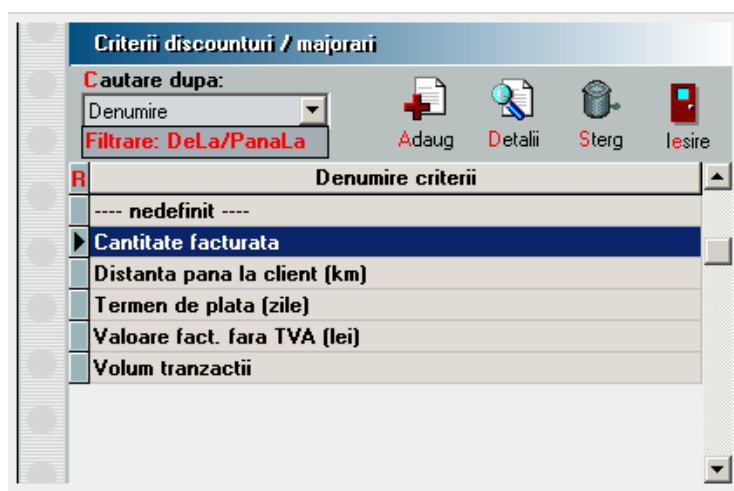 Criterii discounturi / majorari
Cautare dupa:
Denumire
Filtrare: DeLa/PanaLa
Adaug Detalii Sterg Iesire
R Denumire criterii
---- nedefinit ----
Cantitate facturata
Distanta pana la client (km)
Termen de plata (zile)
Valoare fact. fara TVA (lei)
Volum tranzactii